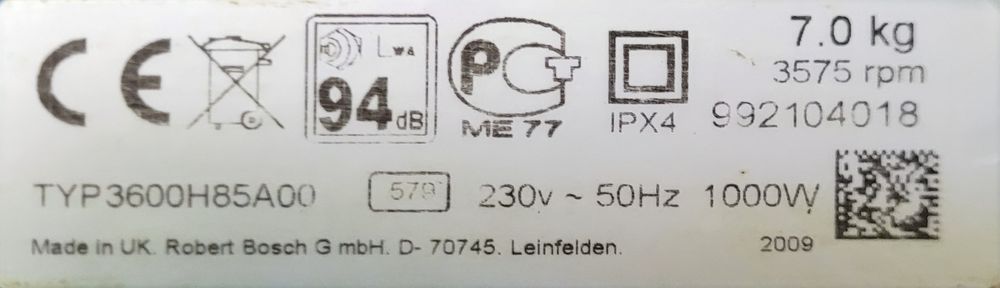 CE LWA 94 dB PCT ME 77 IPX4 7.0 kg
3575 rpm
992104018
TYP3600H85A00 579 230v ~ 50Hz 1000W
Made in UK. Robert Bosch G mbH. D- 70745. Leinfelden. 2009